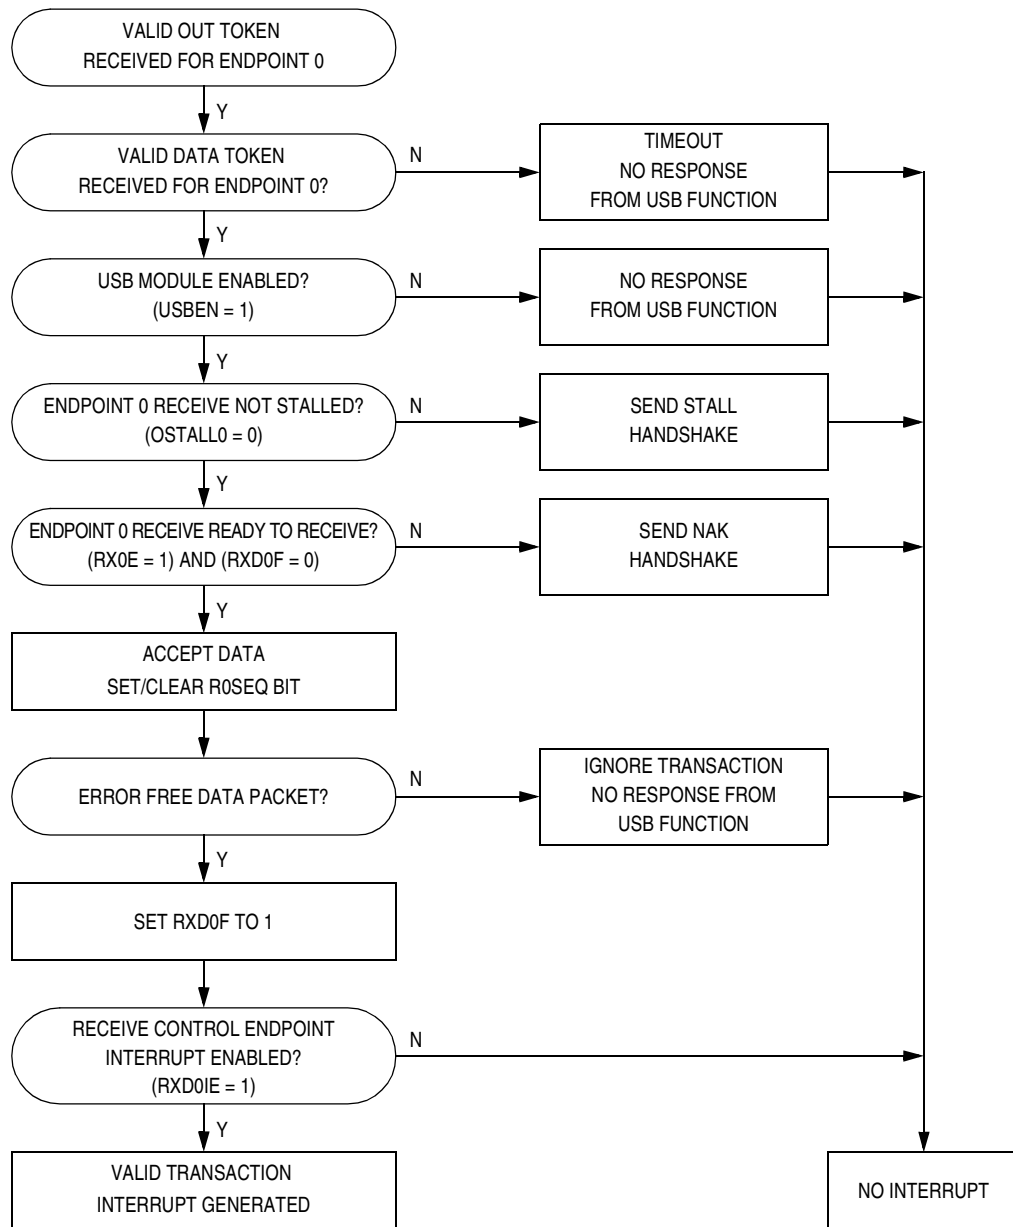 VALID OUT TOKEN
RECEIVED FOR ENDPOINT 0
Y
VALID DATA TOKEN
RECEIVED FOR ENDPOINT 0?
N
TIMEOUT
NO RESPONSE
FROM USB FUNCTION
Y
USB MODULE ENABLED?
(USBEN = 1)
N
NO RESPONSE
FROM USB FUNCTION
Y
ENDPOINT 0 RECEIVE NOT STALLED?
(OSTALL0 = 0)
N
SEND STALL
HANDSHAKE
Y
ENDPOINT 0 RECEIVE READY TO RECEIVE?
(RX0E = 1) AND (RXD0F = 0)
N
SEND NAK
HANDSHAKE
Y
ACCEPT DATA
SET/CLEAR R0SEQ BIT
ERROR FREE DATA PACKET?
N
IGNORE TRANSACTION
NO RESPONSE FROM
USB FUNCTION
Y
SET RXD0F TO 1
RECEIVE CONTROL ENDPOINT
INTERRUPT ENABLED?
(RXD0IE = 1)
N
Y
VALID TRANSACTION
INTERRUPT GENERATED
NO INTERRUPT